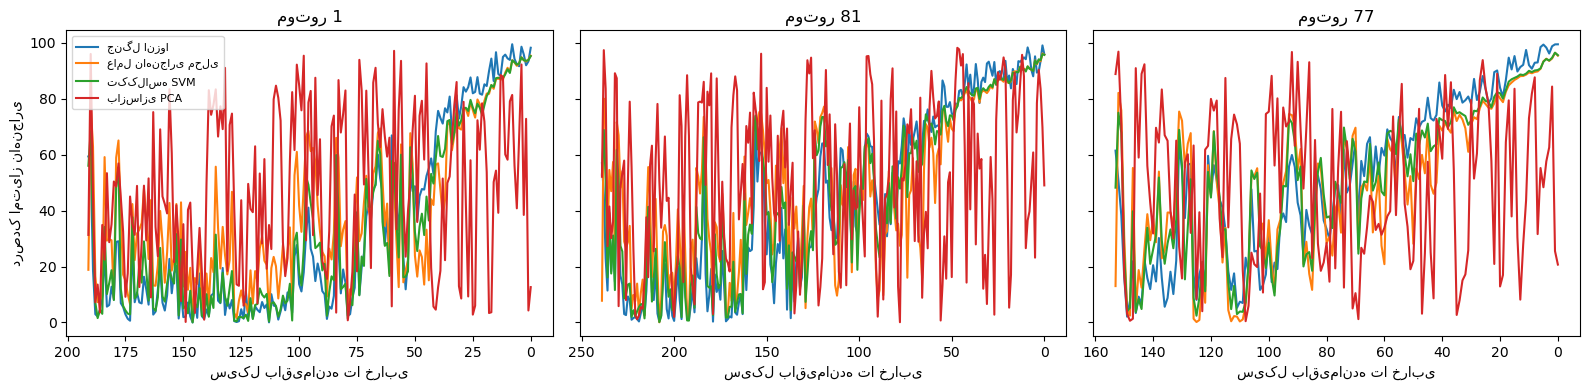 موتور 1
موتور 81
موتور 77
جنگل انزوا
عامل ناهنجاری محلی
تک‌کلاسه SVM
بازسازی PCA
درصدک امتیاز ناهنجاری
100
80
60
40
20
0
200 175 150 125 100 75 50 25 0
250 200 150 100 50 0
160 140 120 100 80 60 40 20 0
سیکل باقیمانده تا خرابی
سیکل باقیمانده تا خرابی
سیکل باقیمانده تا خرابی